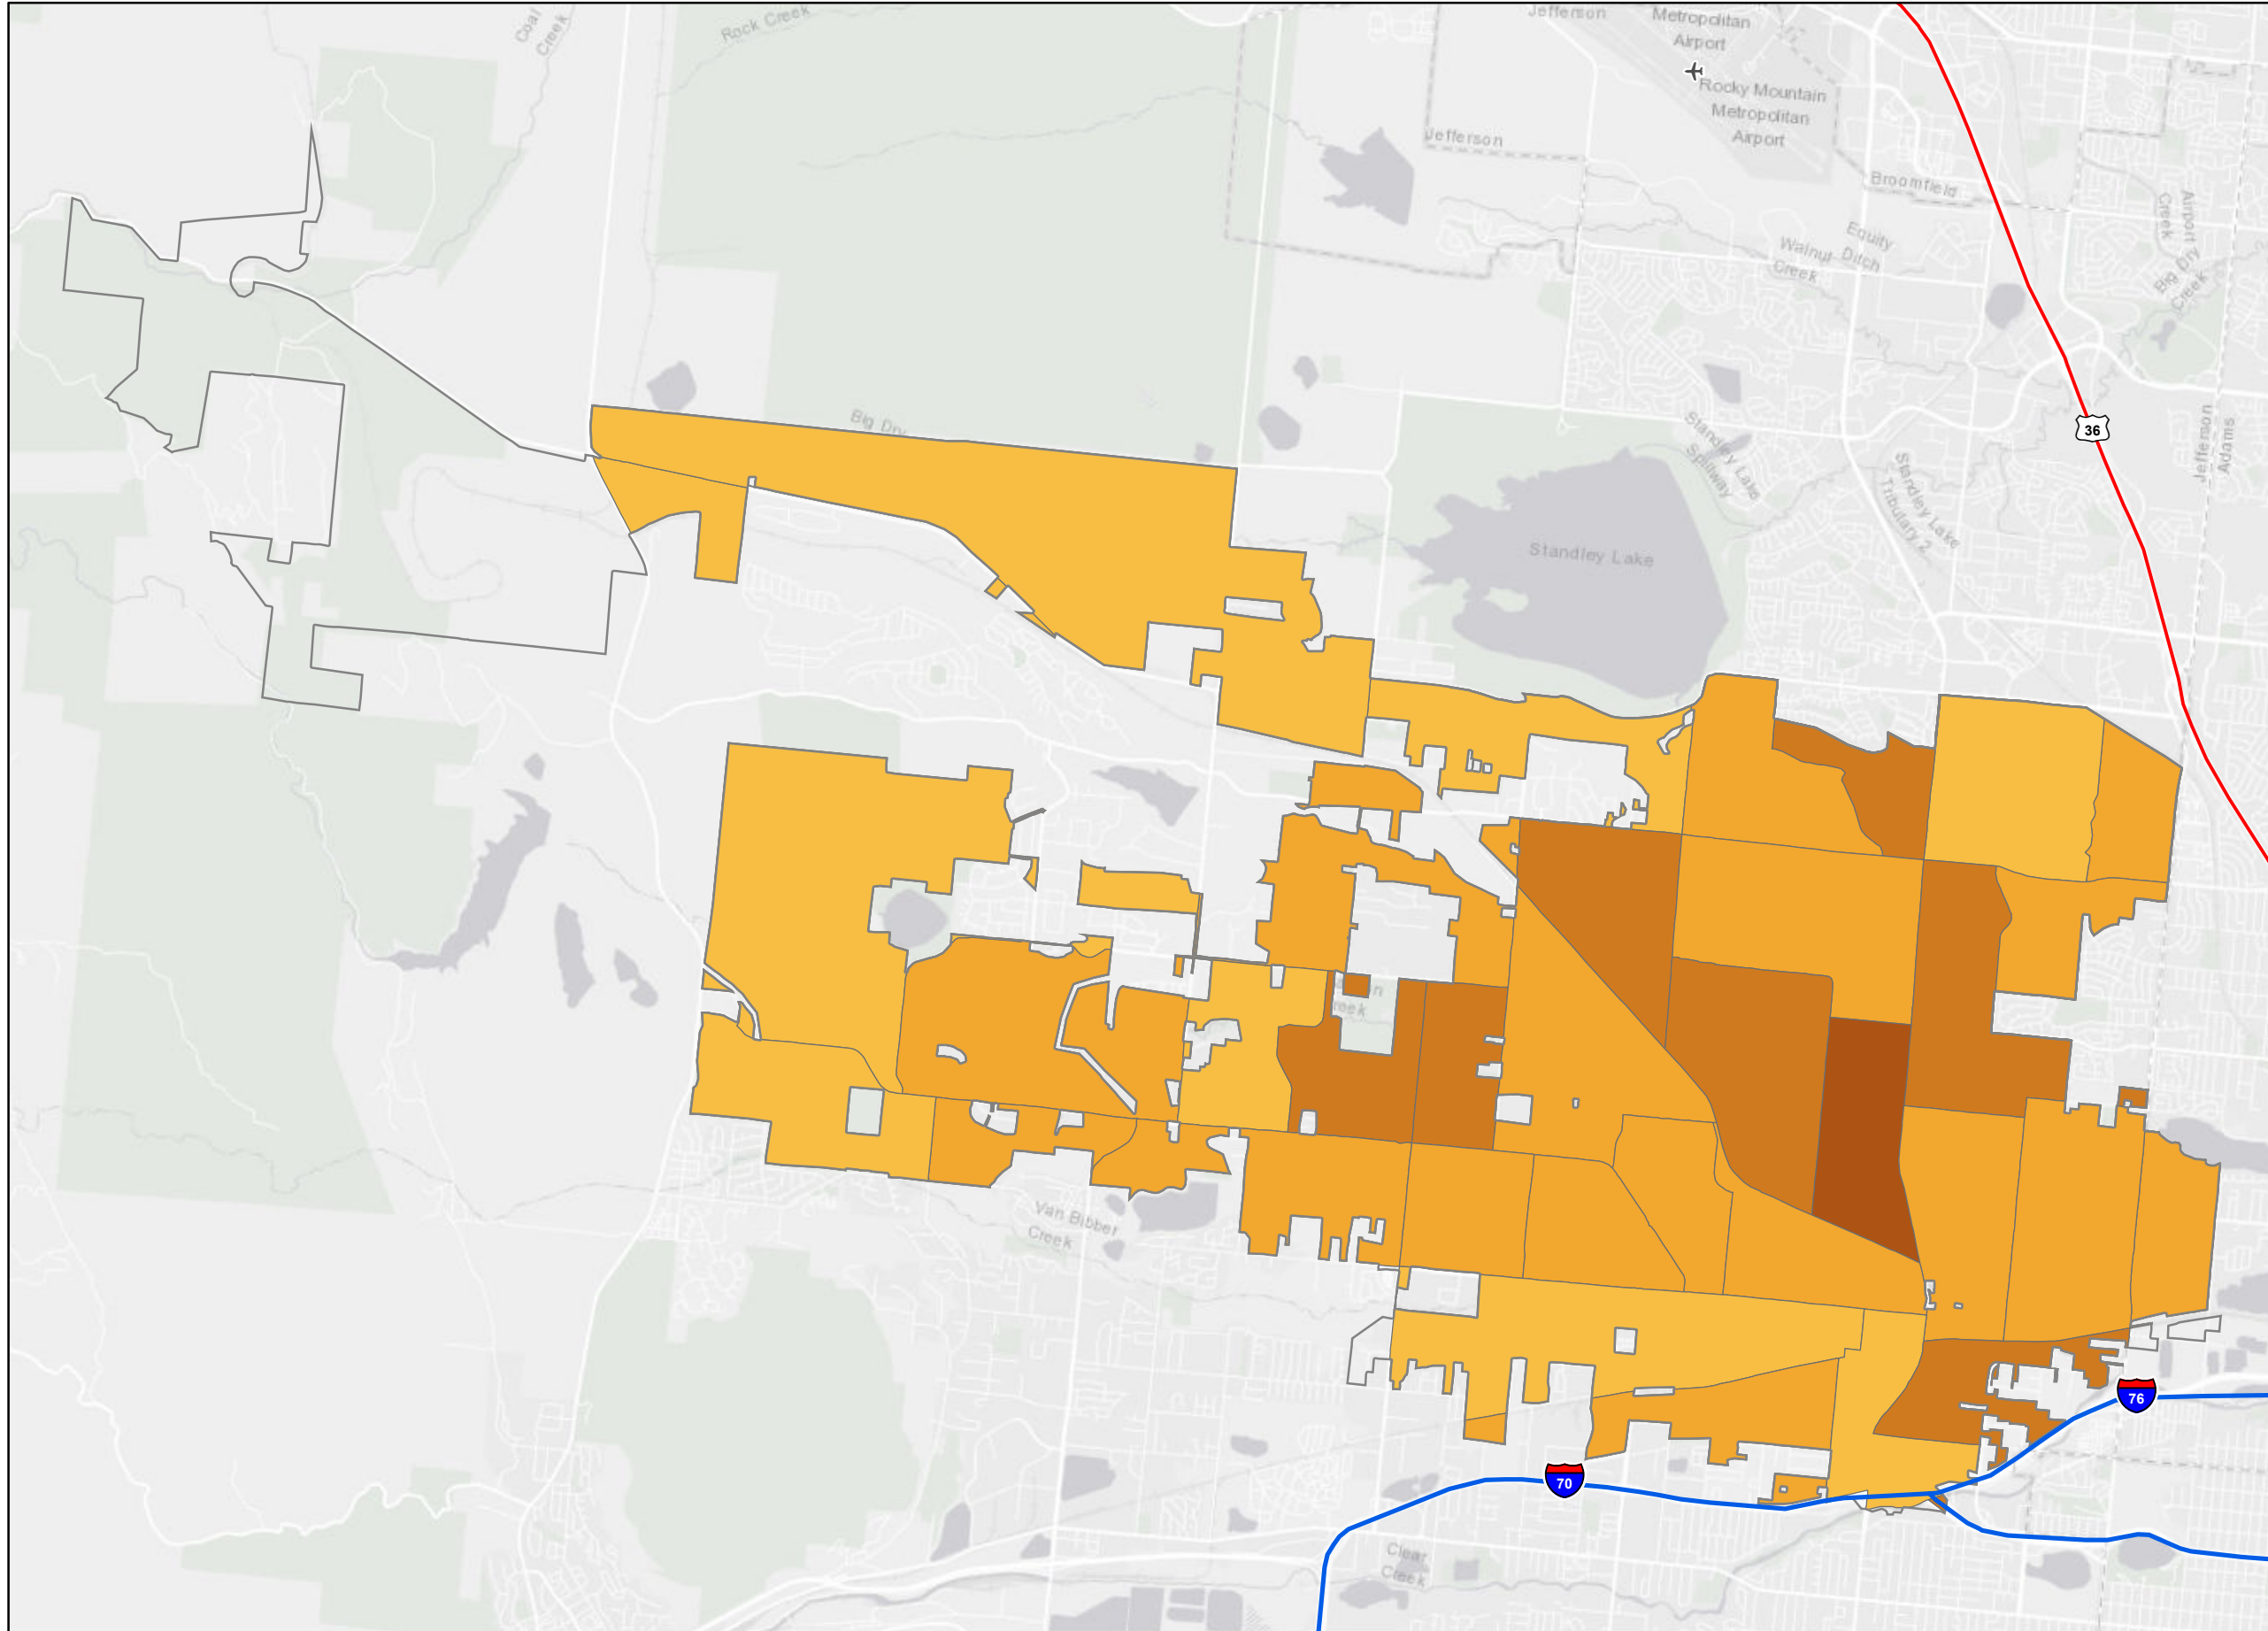 Coal
Creek
Rock Creek
Jefferson
Metropolitan
Airport
Rocky Mountain
Metropolitan
Airport
Jefferson
Broomfield
Airport
Creek
Big Dry
Creek
Equity
Ditch
Walnut
Creek
Big Dry
36
Jefferson
Adams
Standley Lake
Spillway
Standley Lake
Tributary 2
Standley Lake
Van Bibber
Creek
76
70
Clear
Creek